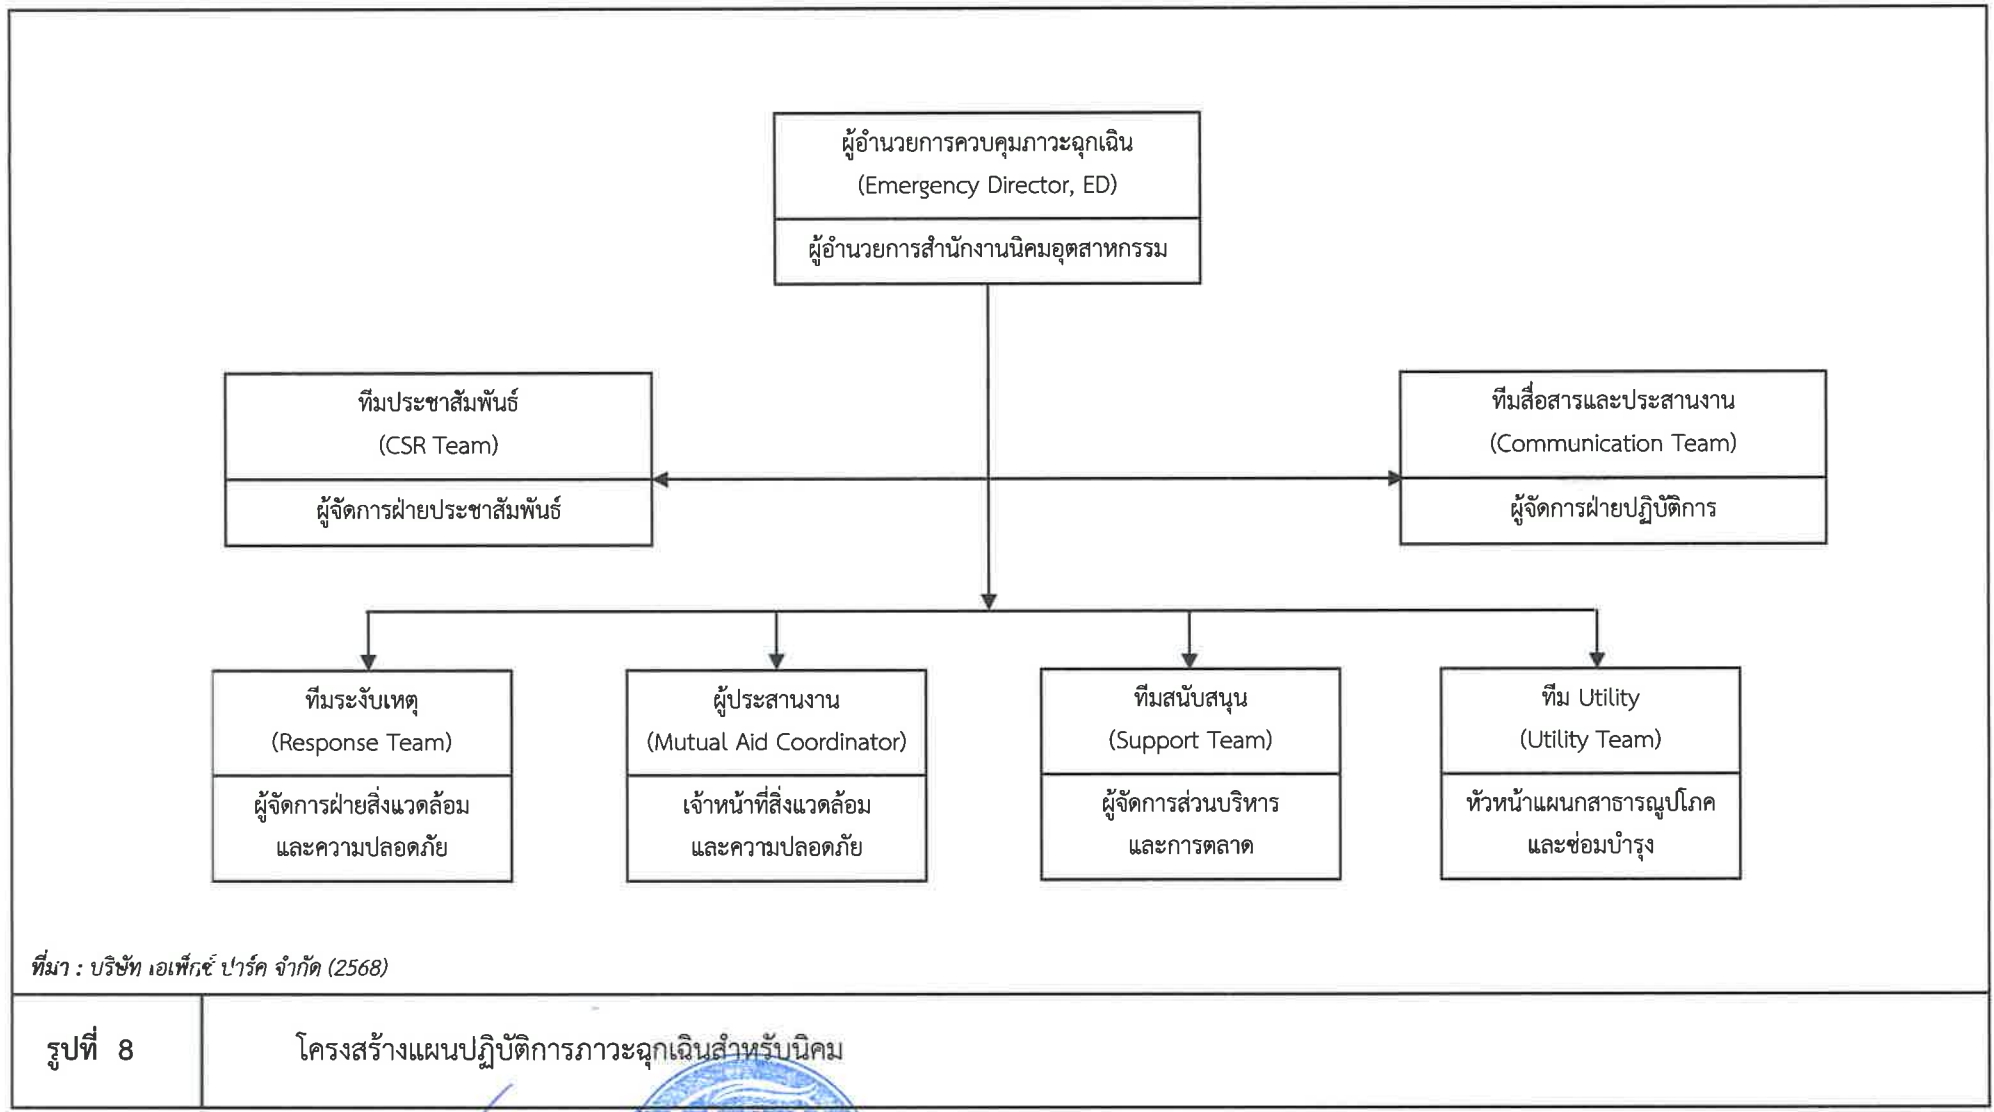 ผู้อำนวยการควบคุมภาวะฉุกเฉิน
(Emergency Director, ED)
ผู้อำนวยการสำนักงานนิคมอุตสาหกรรม
ทีมประชาสัมพันธ์
(CSR Team)
ผู้จัดการฝ่ายประชาสัมพันธ์
ทีมสื่อสารและประสานงาน
(Communication Team)
ผู้จัดการฝ่ายปฏิบัติการ
ทีมระงับเหตุ
(Response Team)
ผู้จัดการฝ่ายสิ่งแวดล้อม
และความปลอดภัย
ผู้ประสานงาน
(Mutual Aid Coordinator)
เจ้าหน้าที่สิ่งแวดล้อม
และความปลอดภัย
ทีมสนับสนุน
(Support Team)
ผู้จัดการส่วนบริหาร
และการตลาด
ทีม Utility
(Utility Team)
หัวหน้าแผนกสาธารณูปโภค
และซ่อมบำรุง
ที่มา : บริษัท เอเพ็กซ์ ปาร์ค จำกัด (2568)
รูปที่ 8
โครงสร้างแผนปฏิบัติการภาวะฉุกเฉินสำหรับนิคม